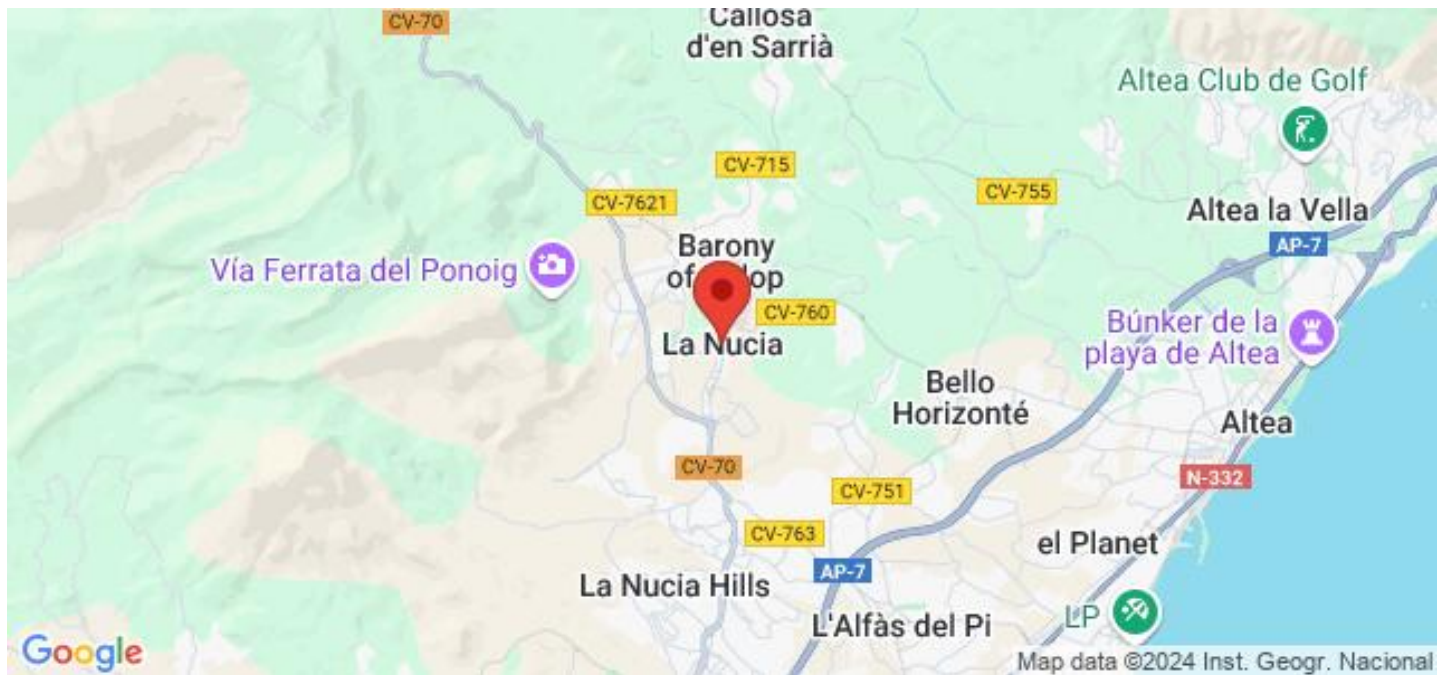 CV-70
Callosa
d'en Sarrià
Altea Club de Golf
CV-715
CV-755
CV-7621
Altea la Vella
AP-7
Barony
Vía Ferrata del Ponoig
CV-760
Búnker de la
playa de Altea
La Nucia
Bello
Horizonté
Altea
CV-70
N-332
CV-751
CV-763
el Planet
AP-7
La Nucia Hills
L'Alfàs del Pi
LP
Google
Map data ©2024 Inst. Geogr. Nacional